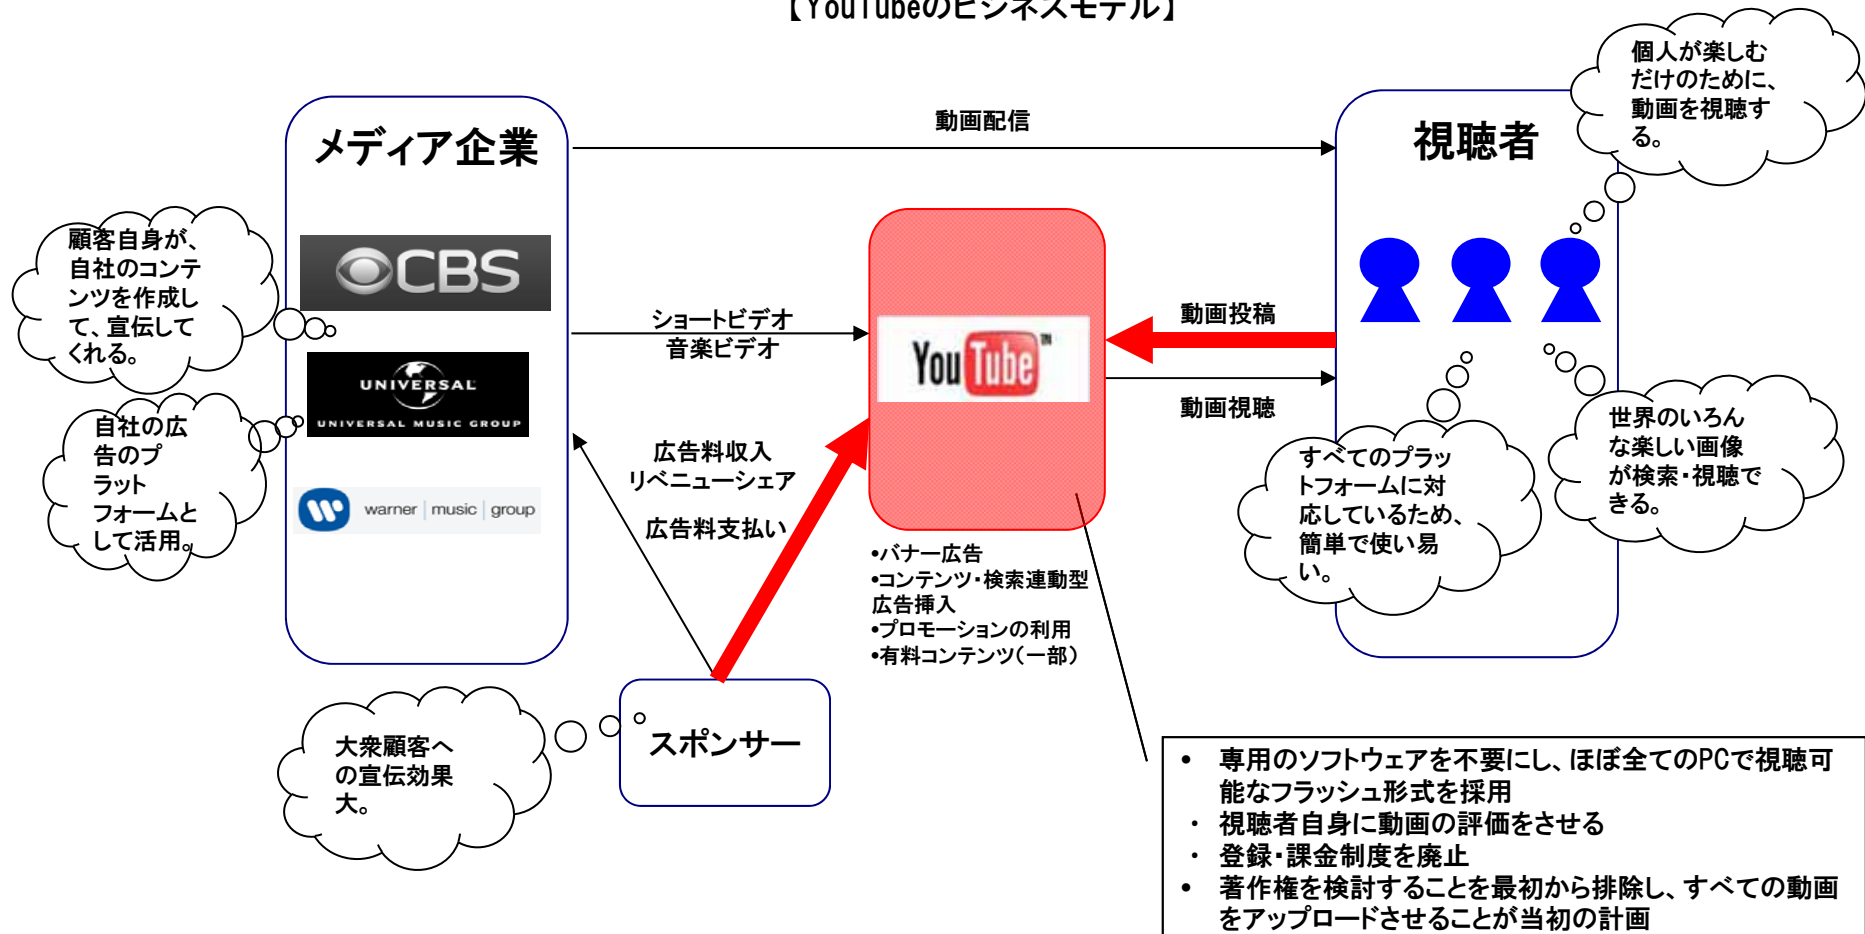 【YouTubeのビジネスモデル】
個人が楽しむ
だけのために、
動画を視聴す
る。
メディア企業
動画配信
視聴者
顧客自身が、
自社のコンテ
ンツを作成し
て、宣伝して
くれる。
CBS
ショートビデオ
音楽ビデオ
YouTube™
動画投稿
動画視聴
UNIVERSAL
UNIVERSAL MUSIC GROUP
自社の広
告のプ
ラット
フォームと
して活用。
広告料収入
リベニューシェア
広告料支払い
warner | music | group
すべてのプラッ
トフォームに対
応しているため、
簡単で使い易
い。
世界のいろん
な楽しい画像
が検索・視聴で
きる。
•バナー広告
•コンテンツ・検索連動型
広告挿入
•プロモーションの利用
•有料コンテンツ(一部)
大衆顧客へ
の宣伝効果
大。
スポンサー
• 専用のソフトウェアを不要にし、ほぼ全てのPCで視聴可
能なフラッシュ形式を採用
・ 視聴者自身に動画の評価をさせる
・ 登録・課金制度を廃止
• 著作権を検討することを最初から排除し、すべての動画
をアップロードさせることが当初の計画